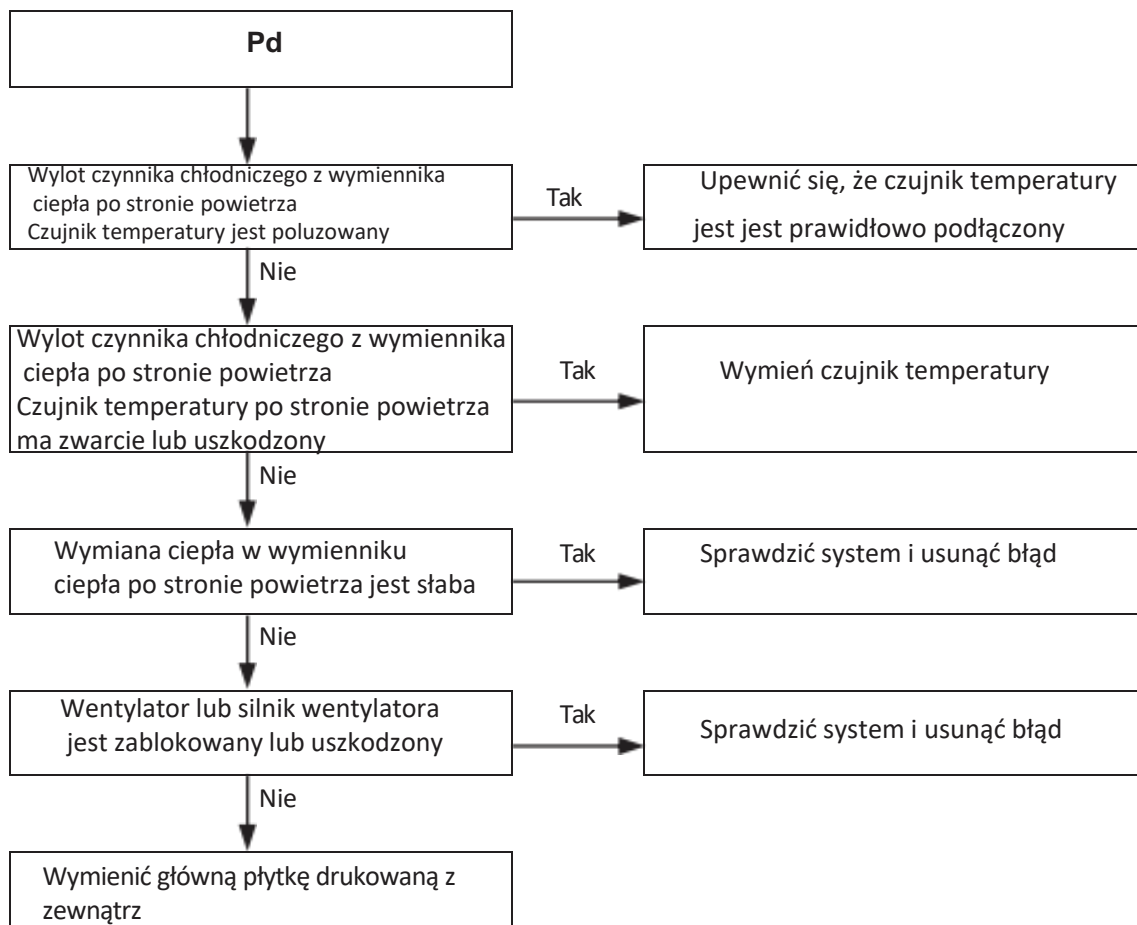 Pd
Wylot czynnika chłodniczego z wymiennika
ciepła po stronie powietrza
Czujnik temperatury jest poluzowany
Tak
Upewnić się, że czujnik temperatury
jest jest prawidłowo podłączony
Nie
Wylot czynnika chłodniczego z wymiennika
ciepła po stronie powietrza
Czujnik temperatury po stronie powietrza
ma zwarcie lub uszkodzony
Tak
Wymień czujnik temperatury
Nie
Wymiana ciepła w wymienniku
ciepła po stronie powietrza jest słaba
Tak
Sprawdzić system i usunąć błąd
Nie
Wentylator lub silnik wentylatora
jest zablokowany lub uszkodzony
Tak
Sprawdzić system i usunąć błąd
Nie
Wymienić główną płytkę drukowaną z
zewnątrz